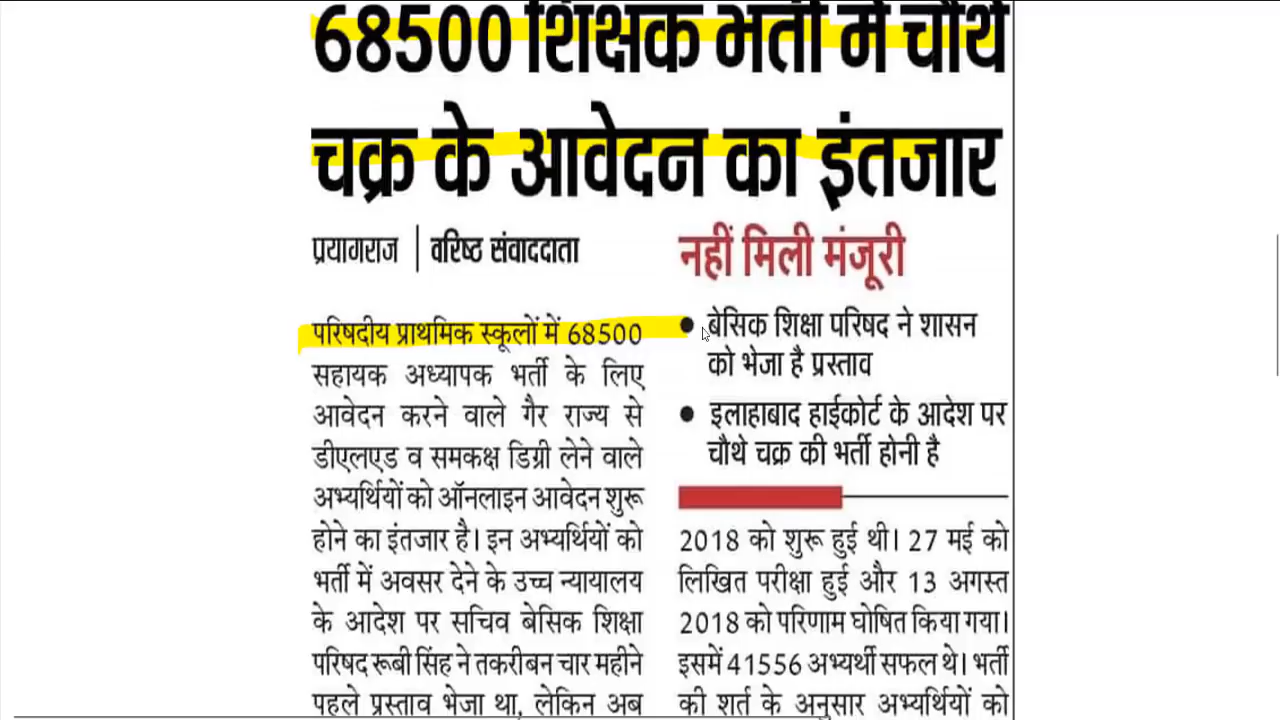 68500 शिक्षक भर्ती में चौथे
चक्र के आवेदन का इंतजार
प्रयागराज | वरिष्ठ संवाददाता
परिषदीय प्राथमिक स्कूलों में 68500
सहायक अध्यापक भर्ती के लिए
आवेदन करने वाले गैर राज्य से
डीएलएड व समकक्ष डिग्री लेने वाले
अभ्यर्थियों को ऑनलाइन आवेदन शुरू
होने का इंतजार है। इन अभ्यर्थियों को
भर्ती में अवसर देने के उच्च न्यायालय
के आदेश पर सचिव बेसिक शिक्षा
परिषद रूबी सिंह ने तकरीबन चार महीने
पहले प्रस्ताव भेजा था, लेकिन अब
नहीं मिली मंजूरी
● बेसिक शिक्षा परिषद ने शासन
को भेजा है प्रस्ताव
● इलाहाबाद हाईकोर्ट के आदेश पर
चौथे चक्र की भर्ती होनी है
2018 को शुरू हुई थी। 27 मई को
लिखित परीक्षा हुई और 13 अगस्त
2018 को परिणाम घोषित किया गया।
इसमें 41556 अभ्यर्थी सफल थे। भर्ती
की शर्त के अनुसार अभ्यर्थियों को